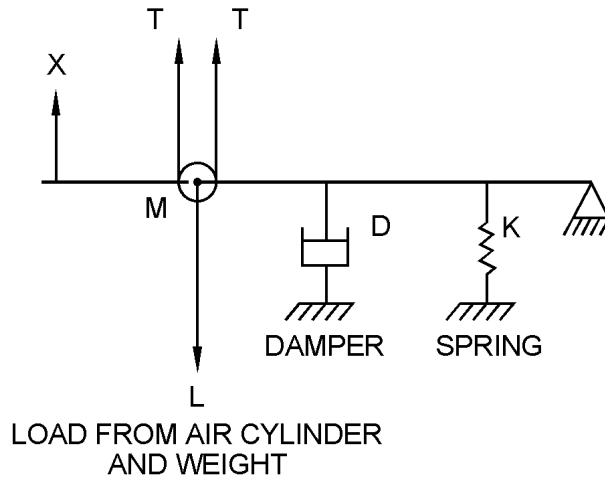 T T
X
M
D
K
DAMPER SPRING
L
LOAD FROM AIR CYLINDER
AND WEIGHT